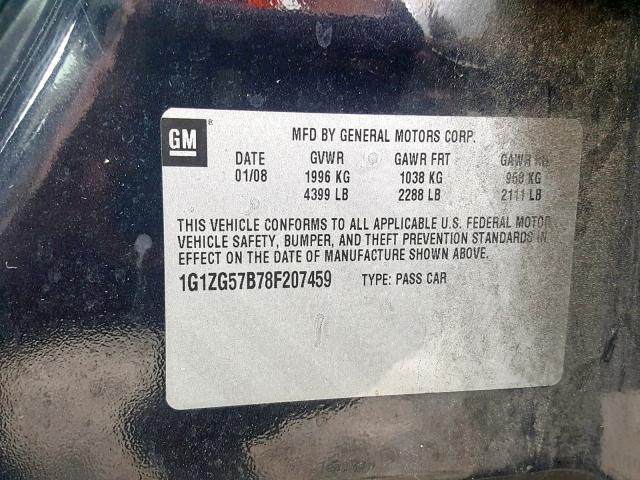 GM ®
MFD BY GENERAL MOTORS CORP.
DATE GVWR GAWR FRT GAWR RR
01/08 1996 KG 1038 KG 958 KG
4399 LB 2288 LB 2111 LB
THIS VEHICLE CONFORMS TO ALL APPLICABLE U.S. FEDERAL MOTOR
VEHICLE SAFETY, BUMPER, AND THEFT PREVENTION STANDARDS IN
EFFECT ON THE DATE OF MANUFACTURE SHOWN ABOVE.
1G1ZG57B78F207459 TYPE: PASS CAR